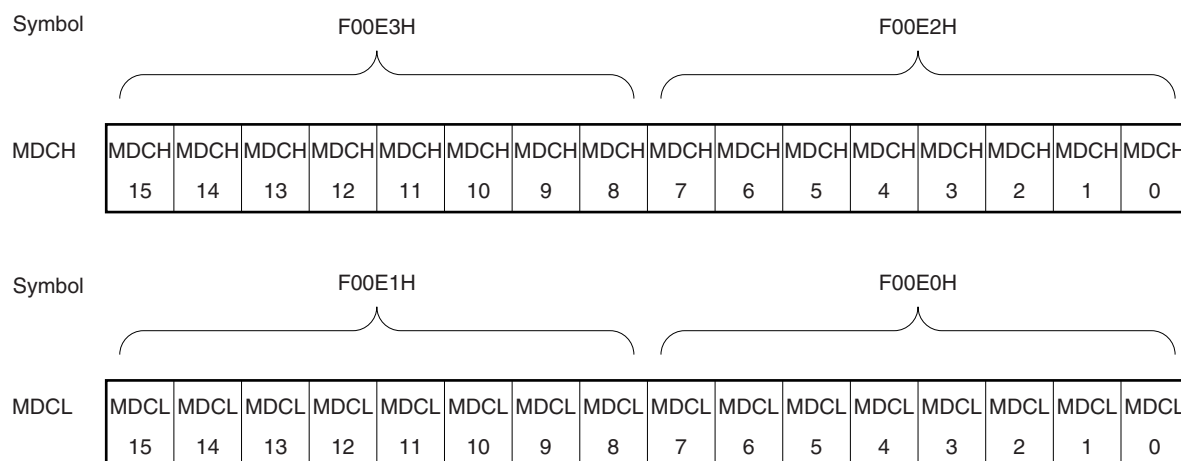 Symbol F00E3H F00E2H
MDCH MDCH MDCH MDCH MDCH MDCH MDCH MDCH MDCH MDCH MDCH MDCH MDCH MDCH MDCH MDCH MDCH
15 14 13 12 11 10 9 8 7 6 5 4 3 2 1 0
Symbol F00E1H F00E0H
MDCL MDCL MDCL MDCL MDCL MDCL MDCL MDCL MDCL MDCL MDCL MDCL MDCL MDCL MDCL MDCL MDCL
15 14 13 12 11 10 9 8 7 6 5 4 3 2 1 0